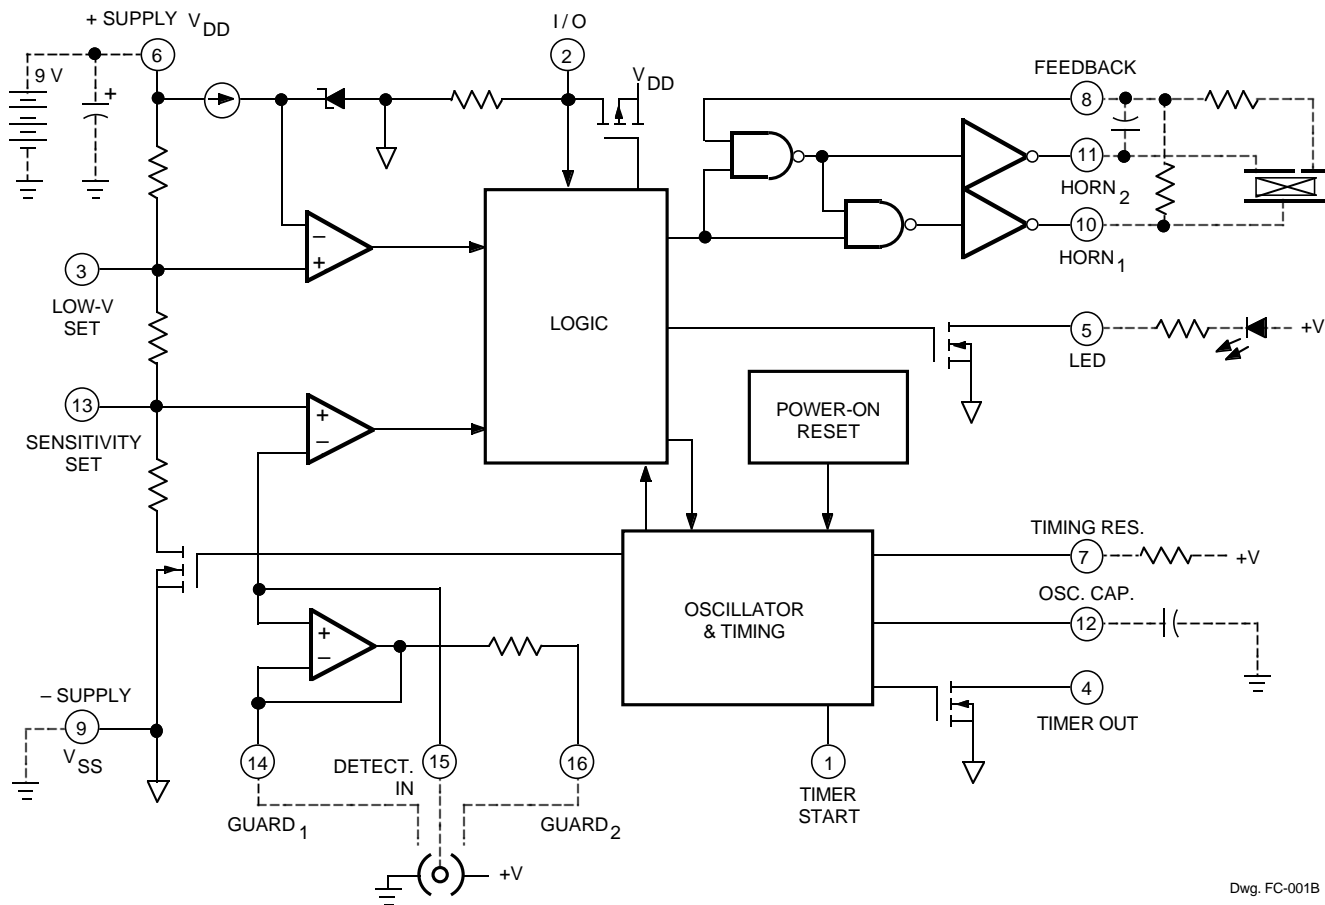 + SUPPLY V DD
6
9 V
+
I / O
2
V DD
FEEDBACK
8
11
HORN 2
10
HORN 1
–
+
3
LOW-V
SET
LOGIC
5
LED
+V
13
SENSITIVITY
SET
+
–
POWER-ON
RESET
TIMING RES.
7
+V
OSC. CAP.
12
OSCILLATOR
& TIMING
+
–
4
TIMER OUT
– SUPPLY
9
V SS
14
DETECT.
IN
15
16
1
TIMER
START
GUARD 1
GUARD 2
+V
Dwg. FC-001B